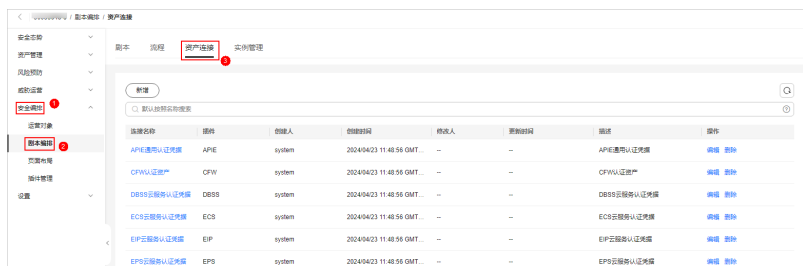 / 剧本编排 / 资产连接
安全态势
资产管理
风险预防
威胁运营
安全编排 1
运营对象
剧本编排 2
页面布局
插件管理
设置
剧本 流程 资产连接 实例管理
3
新增
默认按照名称搜索
连接名称 插件 创建人 创建时间 修改人 更新时间 描述 操作
APIE通用认证凭据 APIE system 2024/04/23 11:48:56 GMT... -- -- APIE通用认证凭据 编辑 删除
CFW认证资产 CFW system 2024/04/23 11:48:56 GMT... -- -- CFW认证资产 编辑 删除
DBSS云服务认证凭据 DBSS system 2024/04/23 11:48:56 GMT... -- -- DBSS云服务认证凭据 编辑 删除
ECS云服务认证凭据 ECS system 2024/04/23 11:48:56 GMT... -- -- ECS云服务认证凭据 编辑 删除
EIP云服务认证凭据 EIP system 2024/04/23 11:48:56 GMT... -- -- EIP云服务认证凭据 编辑 删除
EPS云服务认证凭据 EPS system 2024/04/23 11:48:56 GMT... -- -- EPS云服务认证凭据 编辑 删除